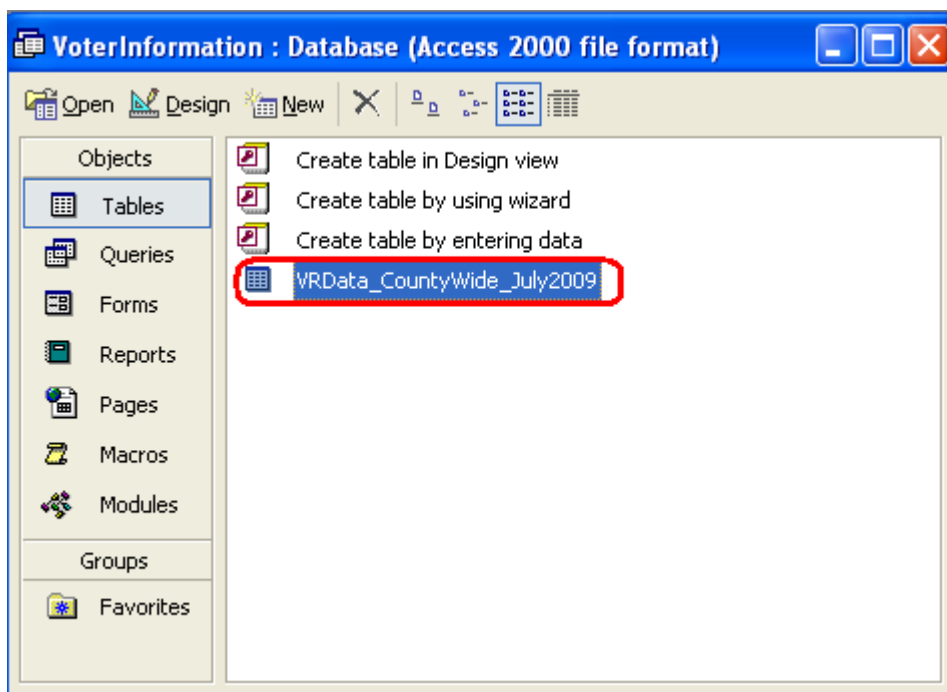 VoterInformation : Database (Access 2000 file format)
Open Design New
Objects
Tables
Queries
Forms
Reports
Pages
Macros
Modules
Groups
Favorites
Create table in Design view
Create table by using wizard
Create table by entering data
VRData_CountyWide_July2009